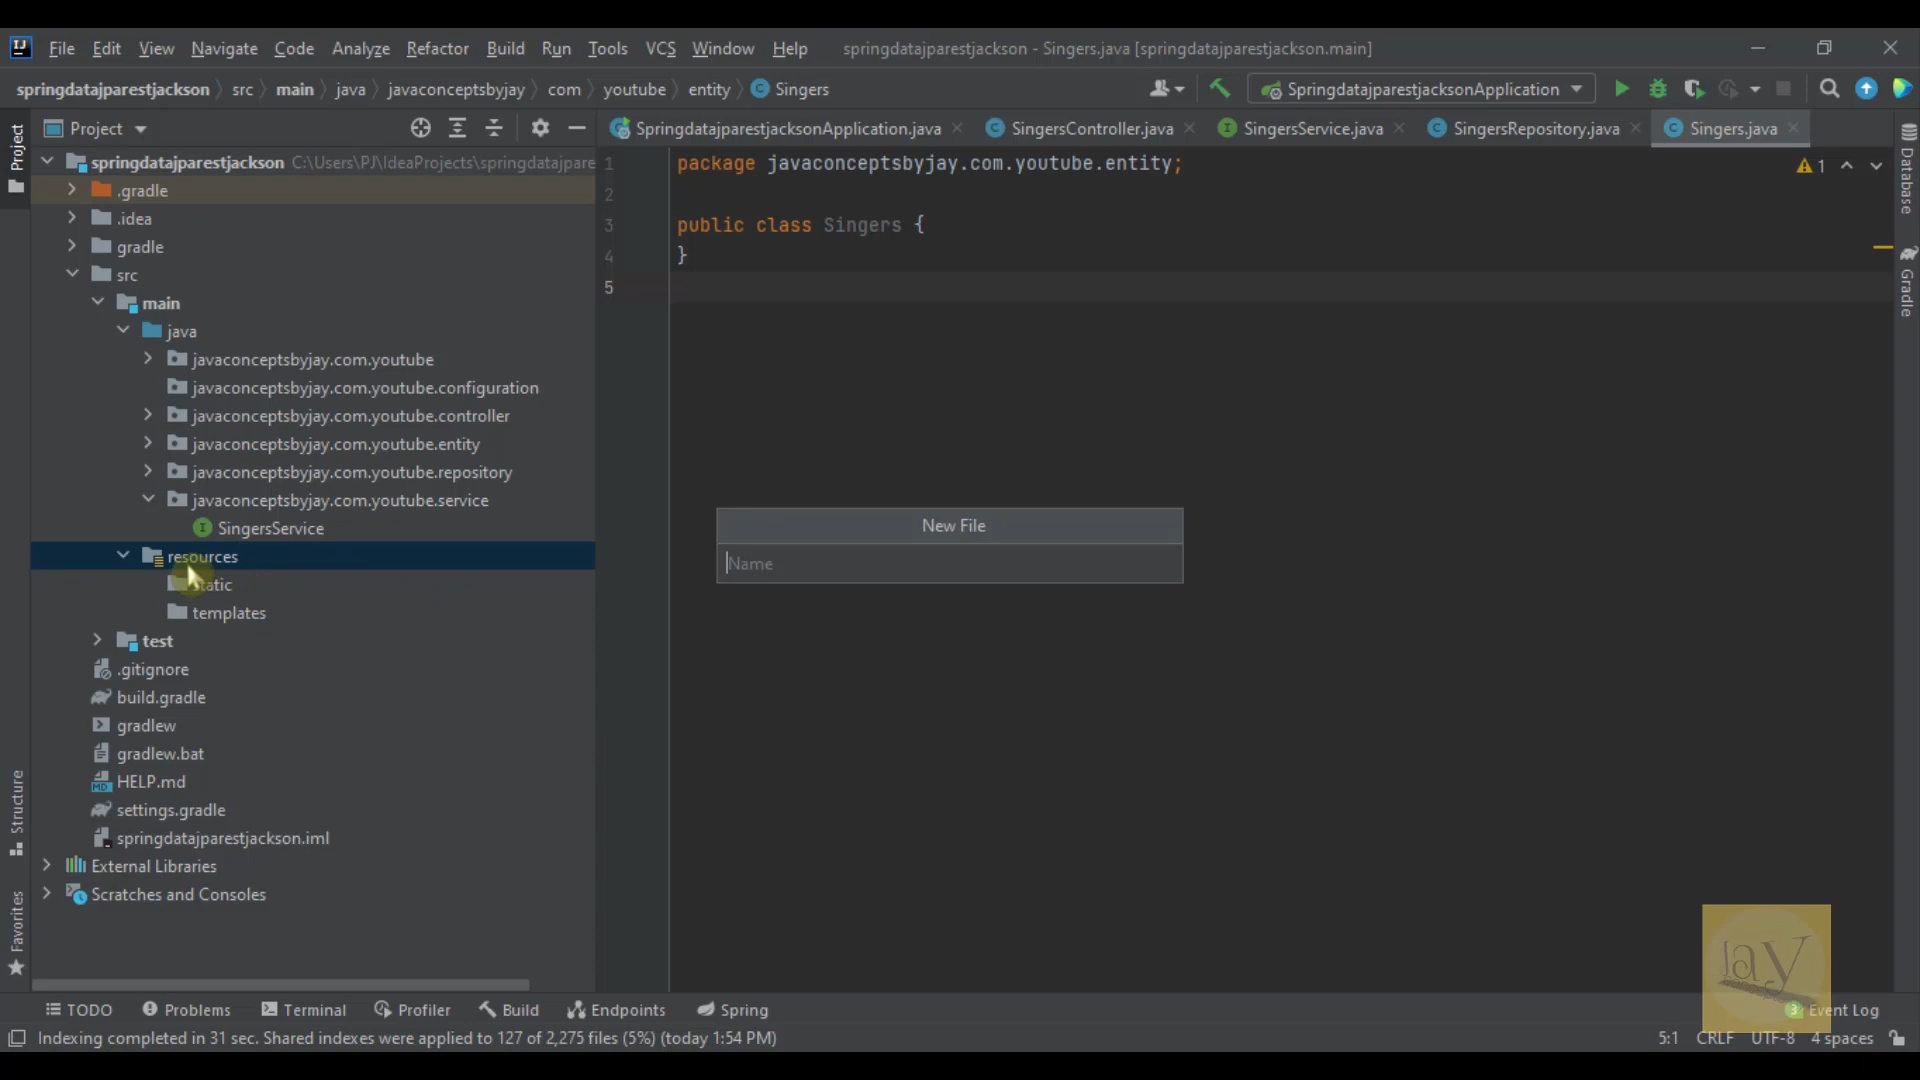 File Edit View Navigate Code Analyze Refactor Build Run Tools VCS Window Help springdatajparestjackson - Singers.java [springdatajparestjackson.main]
springdatajparestjackson src main java javaconceptsbyjay com youtube entity Singers SpringdatajparestjacksonApplication
Project SpringdatajparestjacksonApplication.java SingersController.java SingersService.java SingersRepository.java Singers.java
springdatajparestjackson C:\Users\PJ\IdeaProjects\springdatajpare
.gradle
.idea
gradle
src
main
java
javaconceptsbyjay.com.youtube
javaconceptsbyjay.com.youtube.configuration
javaconceptsbyjay.com.youtube.controller
javaconceptsbyjay.com.youtube.entity
javaconceptsbyjay.com.youtube.repository
javaconceptsbyjay.com.youtube.service
SingersService
resources
templates
test
.gitignore
build.gradle
gradlew
gradlew.bat
HELP.md
settings.gradle
springdatajparestjackson.iml
External Libraries
Scratches and Consoles
1 package javaconceptsbyjay.com.youtube.entity;
2
3 public class Singers {
4 }
5
1
New File
Name
Project
Structure
Favorites
Database
Gradle
Jay
TODO Problems Terminal Profiler Build Endpoints Spring 3 Event Log
Indexing completed in 31 sec. Shared indexes were applied to 127 of 2,275 files (5%) (today 1:54 PM) 5:1 CRLF UTF-8 4 spaces